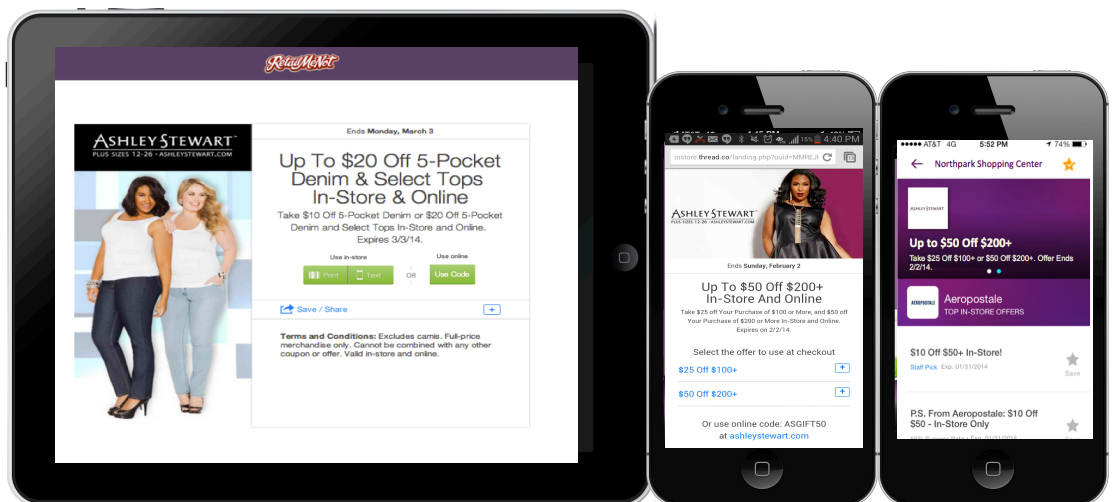 RetailMeNot
ASHLEY STEWART™
PLUS SIZES 12-26 • ASHLEYSTEWART.COM
Ends Monday, March 3
Up To $20 Off 5-Pocket
Denim & Select Tops
In-Store & Online
Take $10 Off 5-Pocket Denim or $20 Off 5-Pocket
Denim and Select Tops In-Store and Online.
Expires 3/3/14.
Use in-store
Use online
Print
Text
OR
Use Code
Save / Share
+
Terms and Conditions: Excludes camis. Full-price
merchandise only. Cannot be combined with any other
coupon or offer. Valid in-store and online.
15% 4:40 PM
instore.thread.co/landing.php?uuid=MMRE
ASHLEY STEWART™
PLUS SIZES 12-26 • ASHLEYSTEWART.COM
Ends Sunday, February 2
Up To $50 Off $200+
In-Store And Online
Take $25 off Your Purchase of $100 or More, and $50 off
Your Purchase of $200 or More In-Store and Online.
Expires on 2/2/14.
Select the offer to use at checkout
$25 Off $100+
+
$50 Off $200+
+
Or use online code: ASGIFT50
at ashleystewart.com
AT&T 4G 5:52 PM 74%
Northpark Shopping Center
ASHLEY STEWART
Up to $50 Off $200+
Take $25 Off $100+ or $50 Off $200+. Offer Ends
2/2/14.
AÉROPOSTALE
Aeropostale
TOP IN-STORE OFFERS
$10 Off $50+ In-Store!
Staff Pick Exp. 01/31/2014
Save
P.S. From Aeropostale: $10 Off
$50 - In-Store Only